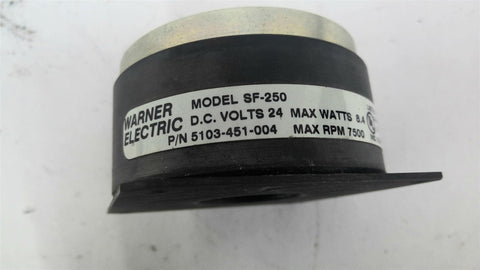 WARNER
ELECTRIC
MODEL SF-250
D.C. VOLTS 24 MAX WATTS 8.4
P/N 5103-451-004 MAX RPM 7500